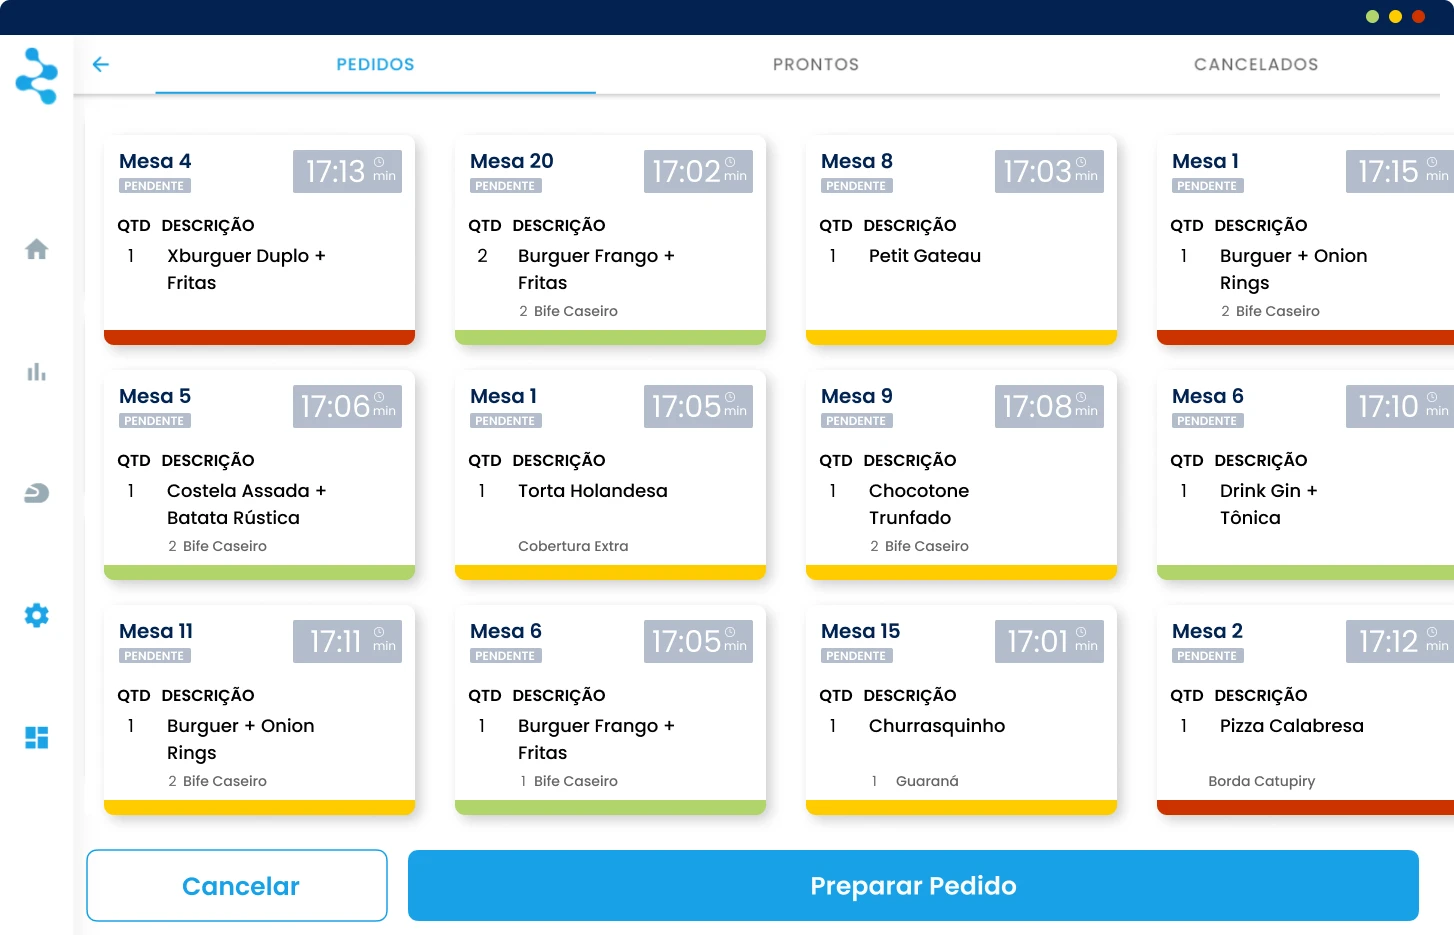 PEDIDOS PRONTOS CANCELADOS
Mesa 4 17:13 min
PENDENTE
QTD DESCRIÇÃO
1 Xburguer Duplo +
Fritas
Mesa 20 17:02 min
PENDENTE
QTD DESCRIÇÃO
2 Burguer Frango +
Fritas
2 Bife Caseiro
Mesa 8 17:03 min
PENDENTE
QTD DESCRIÇÃO
1 Petit Gateau
Mesa 1 17:15 min
PENDENTE
QTD DESCRIÇÃO
1 Burguer + Onion
Rings
2 Bife Caseiro
Mesa 5 17:06 min
PENDENTE
QTD DESCRIÇÃO
1 Costela Assada +
Batata Rústica
2 Bife Caseiro
Mesa 1 17:05 min
PENDENTE
QTD DESCRIÇÃO
1 Torta Holandesa
Cobertura Extra
Mesa 9 17:08 min
PENDENTE
QTD DESCRIÇÃO
1 Chocotone
Trunfado
2 Bife Caseiro
Mesa 6 17:10 min
PENDENTE
QTD DESCRIÇÃO
1 Drink Gin +
Tônica
Mesa 11 17:11 min
PENDENTE
QTD DESCRIÇÃO
1 Burguer + Onion
Rings
2 Bife Caseiro
Mesa 6 17:05 min
PENDENTE
QTD DESCRIÇÃO
1 Burguer Frango +
Fritas
1 Bife Caseiro
Mesa 15 17:01 min
PENDENTE
QTD DESCRIÇÃO
1 Churrasquinho
1 Guaraná
Mesa 2 17:12 min
PENDENTE
QTD DESCRIÇÃO
1 Pizza Calabresa
Borda Catupiry
Cancelar
Preparar Pedido